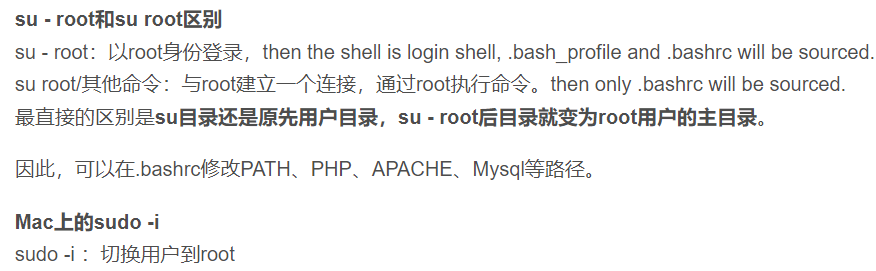 su - root和su root区别
su - root：以root身份登录，then the shell is login shell, .bash_profile and .bashrc will be sourced.
su root/其他命令：与root建立一个连接，通过root执行命令。then only .bashrc will be sourced.
最直接的区别是su目录还是原先用户目录，su - root后目录就变为root用户的主目录。
因此，可以在.bashrc修改PATH、PHP、APACHE、Mysql等路径。
Mac上的sudo -i
sudo -i ：切换用户到root